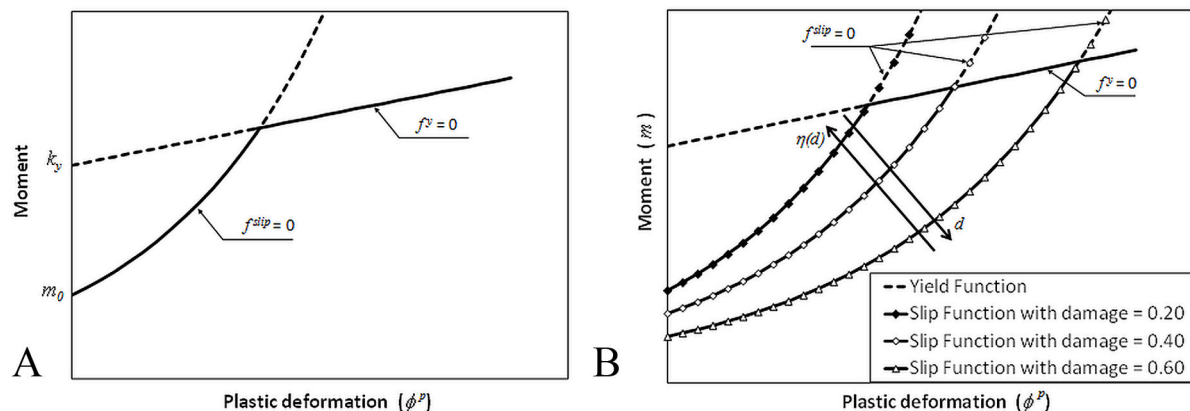 Moment
k_y
m_0
f^y = 0
f^slip = 0
A
Plastic deformation (ϕ^p)
Moment (m)
f^slip = 0
f^y = 0
η(d)
d
Yield Function
Slip Function with damage = 0.20
Slip Function with damage = 0.40
Slip Function with damage = 0.60
B
Plastic deformation (ϕ^p)